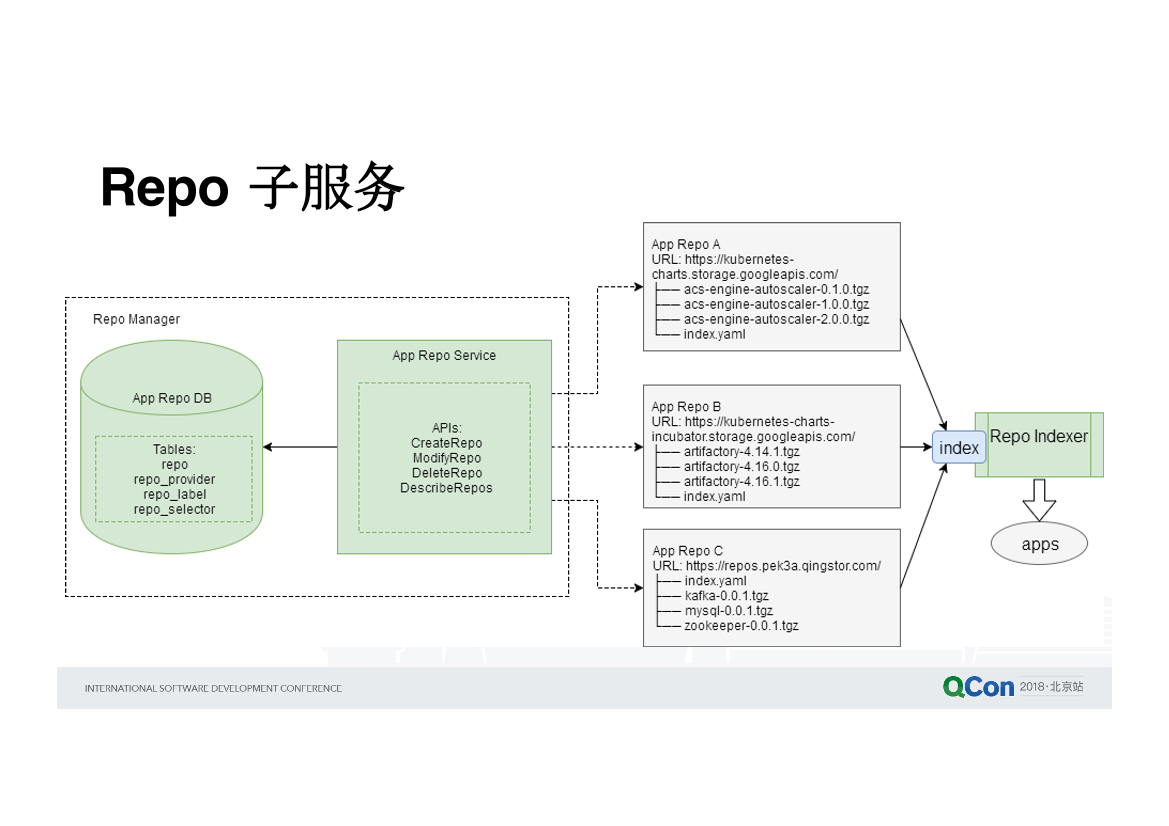 Repo 子服务
Repo Manager
App Repo DB
Tables:
repo
repo_provider
repo_label
repo_selector
App Repo Service
APIs:
CreateRepo
ModifyRepo
DeleteRepo
DescribeRepos
App Repo A
URL: https://kubernetes-
charts.storage.googleapis.com/
├── acs-engine-autoscaler-0.1.0.tgz
├── acs-engine-autoscaler-1.0.0.tgz
├── acs-engine-autoscaler-2.0.0.tgz
└── index.yaml
App Repo B
URL: https://kubernetes-charts-
incubator.storage.googleapis.com/
├── artifactory-4.14.1.tgz
├── artifactory-4.16.0.tgz
├── artifactory-4.16.1.tgz
└── index.yaml
App Repo C
URL: https://repos.pek3a.qingstor.com/
├── index.yaml
├── kafka-0.0.1.tgz
├── mysql-0.0.1.tgz
└── zookeeper-0.0.1.tgz
index
Repo Indexer
apps
INTERNATIONAL SOFTWARE DEVELOPMENT CONFERENCE
QCon 2018·北京站